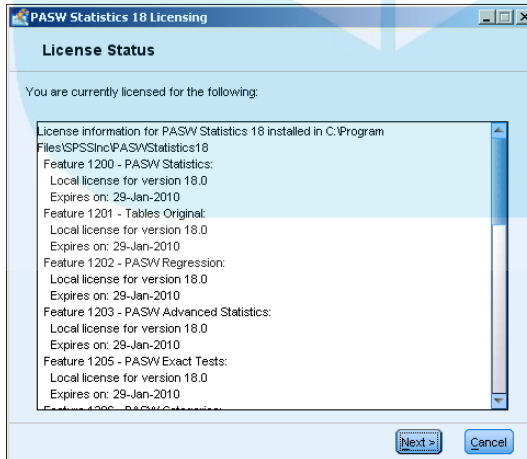 PASW Statistics 18 Licensing
License Status
You are currently licensed for the following:
License information for PASW Statistics 18 installed in C:\Program
Files\SPSSInc\PASWStatistics18
Feature 1200 - PASW Statistics:
Local license for version 18.0
Expires on: 29-Jan-2010
Feature 1201 - Tables Original:
Local license for version 18.0
Expires on: 29-Jan-2010
Feature 1202 - PASW Regression:
Local license for version 18.0
Expires on: 29-Jan-2010
Feature 1203 - PASW Advanced Statistics:
Local license for version 18.0
Expires on: 29-Jan-2010
Feature 1205 - PASW Exact Tests:
Local license for version 18.0
Expires on: 29-Jan-2010
Feature 1206 - PASW Categories:
Next >
Cancel